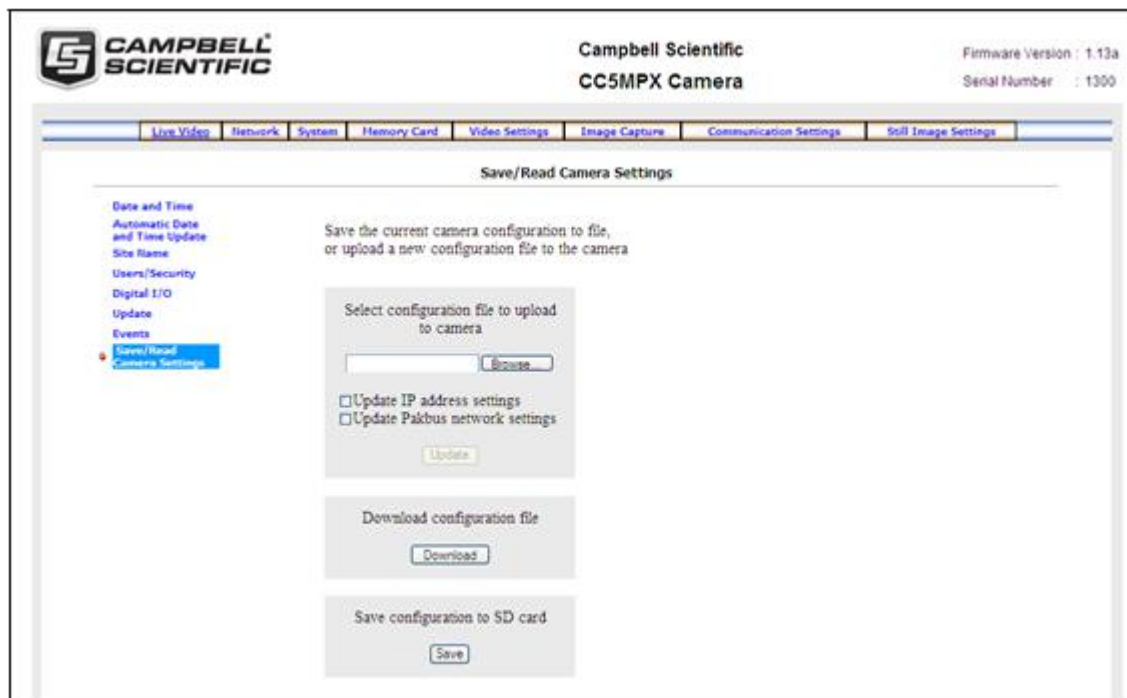 CAMPBELL
SCIENTIFIC
Campbell Scientific
CC5MPX Camera
Firmware Version : 1.13a
Serial Number : 1300
Live Video Network System Memory Card Video Settings Image Capture Communication Settings Still Image Settings
Save/Read Camera Settings
Date and Time
Automatic Date
and Time Update
Site Name
Users/Security
Digital I/O
Update
Events
Save/Read
Camera Settings
Save the current camera configuration to file,
or upload a new configuration file to the camera
Select configuration file to upload
to camera
Browse...
Update IP address settings
Update Pakbus network settings
Update
Download configuration file
Download
Save configuration to SD card
Save